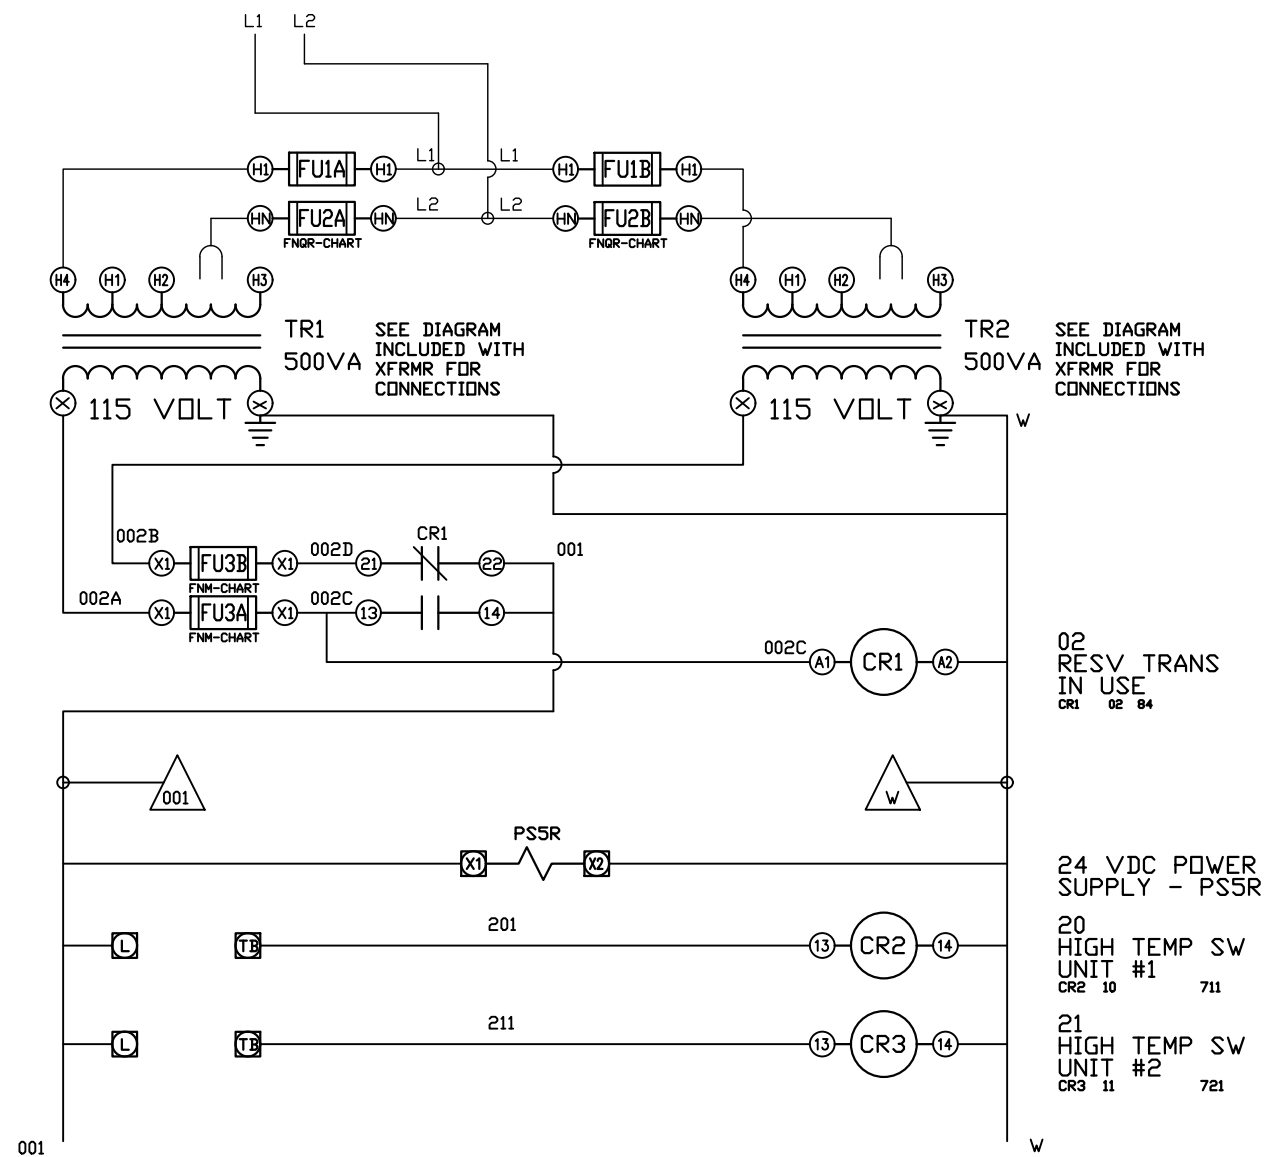 L1 L2
H1 FU1A H1 L1 L1 H1 FU1B H1
HN FU2A HN L2 L2 HN FU2B HN
FNQR-CHART FNQR-CHART
H4 H1 H2 H3 H4 H1 H2 H3
TR1
500VA
SEE DIAGRAM
INCLUDED WITH
XFRMR FOR
CONNECTIONS
TR2
500VA
SEE DIAGRAM
INCLUDED WITH
XFRMR FOR
CONNECTIONS
X 115 VOLT X X 115 VOLT X
W
CR1
002B X1 FU3B X1 002D 21 22 001
FNM-CHART
002A X1 FU3A X1 002C 13 14
FNM-CHART
002C A1 CR1 A2
02
RESV TRANS
IN USE
CR1 02 84
001 W
PS5R
X1 X2
24 VDC POWER
SUPPLY - PS5R
L TB 201 13 CR2 14
20
HIGH TEMP SW
UNIT #1
CR2 10 711
L TB 211 13 CR3 14
21
HIGH TEMP SW
UNIT #2
CR3 11 721
001 W